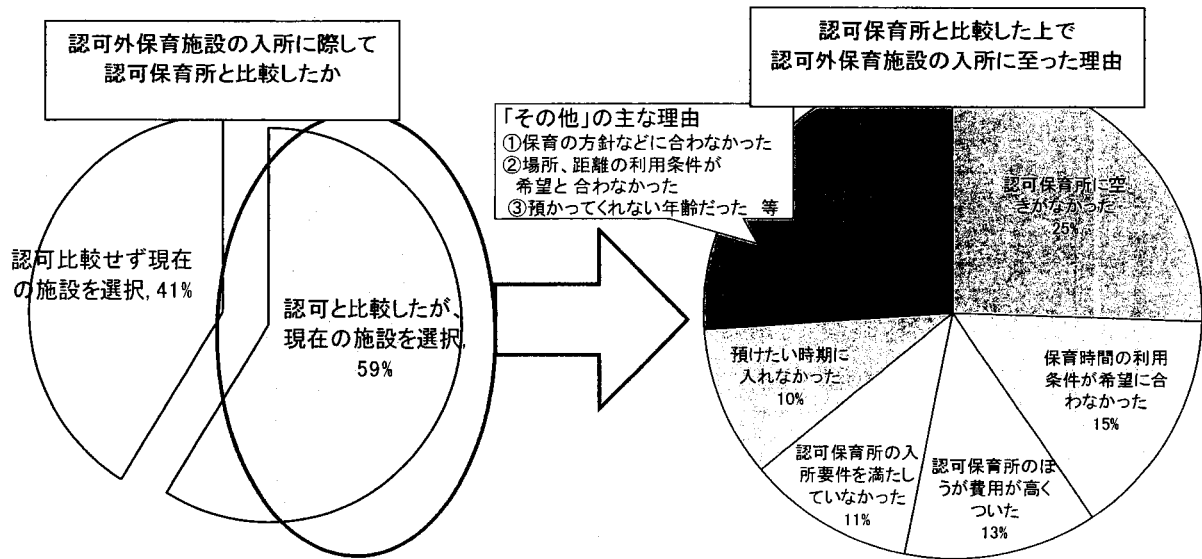 認可外保育施設の入所に際して
認可保育所と比較したか
認可比較せず現在
の施設を選択, 41%
認可と比較したが、
現在の施設を選択,
59%
認可保育所と比較した上で
認可外保育施設の入所に至った理由
「その他」の主な理由
①保育の方針などに合わなかった
②場所、距離の利用条件が
希望と 合わなかった
③預かってくれない年齢だった 等
認可保育所に空
きがなかった
25%
保育時間の利用
条件が希望に合
わなかった
15%
認可保育所のほ
うが費用が高く
ついた
13%
認可保育所の入
所要件を満たし
ていなかった
11%
預けたい時期に
入れなかった
10%